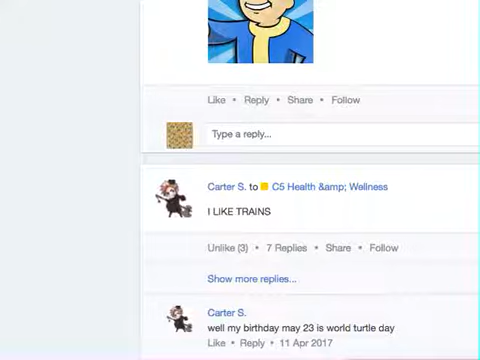 Like • Reply • Share • Follow
Type a reply...
Carter S. to C5 Health &amp; Wellness
I LIKE TRAINS
Unlike (3) • 7 Replies • Share • Follow
Show more replies...
Carter S.
well my birthday may 23 is world turtle day
Like • Reply • 11 Apr 2017